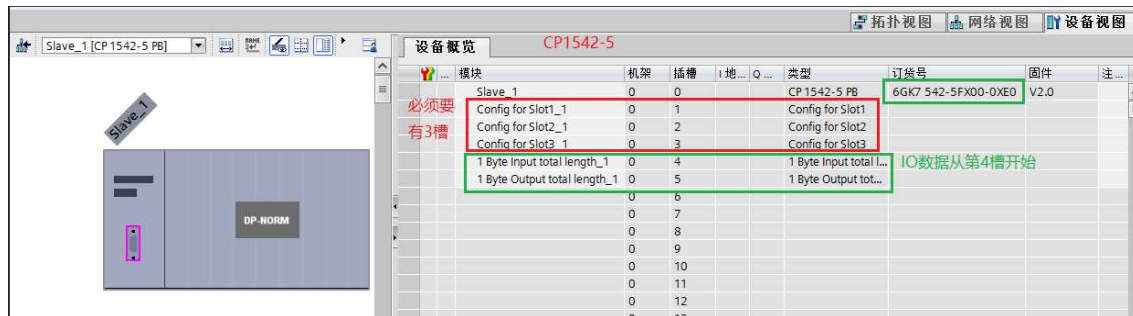 拓扑视图 网络视图 设备视图
Slave_1 [CP 1542-5 PB]
设备概览 CP1542-5
... 模块 机架 插槽 I 地... Q ... 类型 订货号 固件 注...
Slave_1 0 0 CP 1542-5 PB 6GK7 542-5FX00-0XE0 V2.0
必须要
有3槽
Config for Slot1_1 0 1 Config for Slot1
Config for Slot2_1 0 2 Config for Slot2
Config for Slot3_1 0 3 Config for Slot3
1 Byte Input total length_1 0 4 1 Byte Input total l...
IO数据从第4槽开始
1 Byte Output total length_1 0 5 1 Byte Output tot...
0 6
0 7
0 8
0 9
0 10
0 11
0 12
Slave_1
DP-NORM